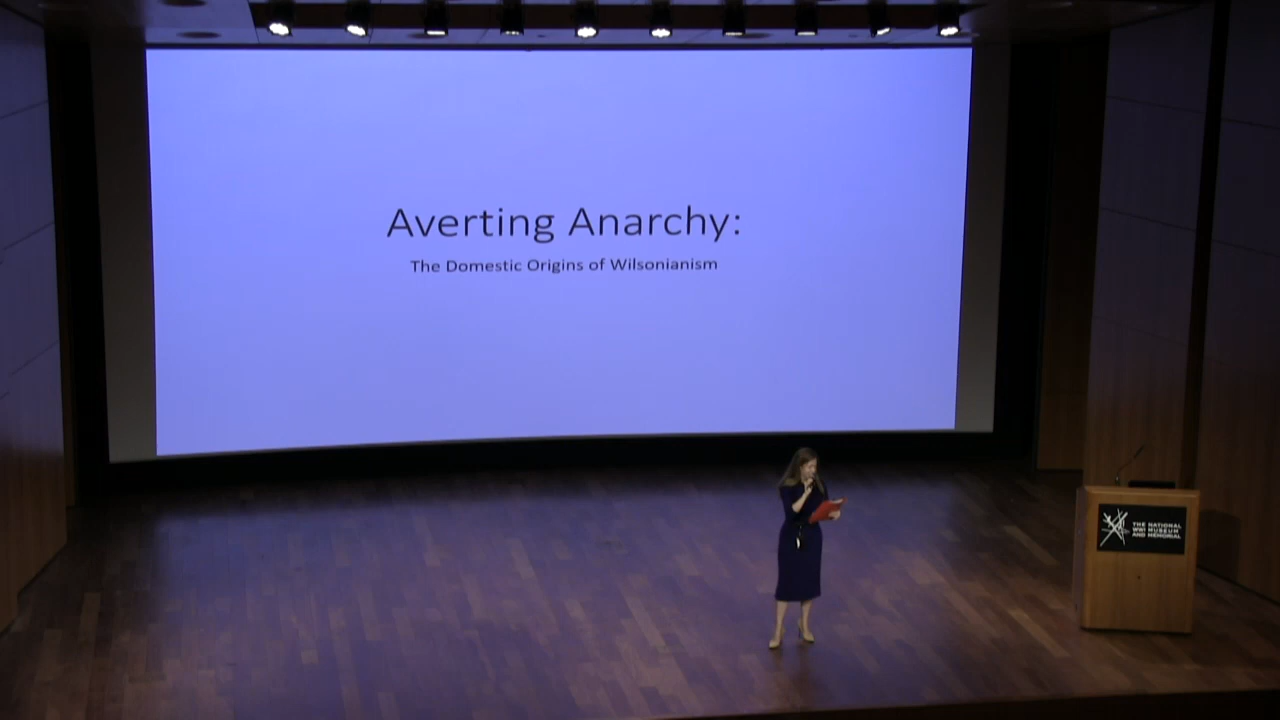 Averting Anarchy:
The Domestic Origins of Wilsonianism
THE NATIONAL
WWI MUSEUM
AND MEMORIAL